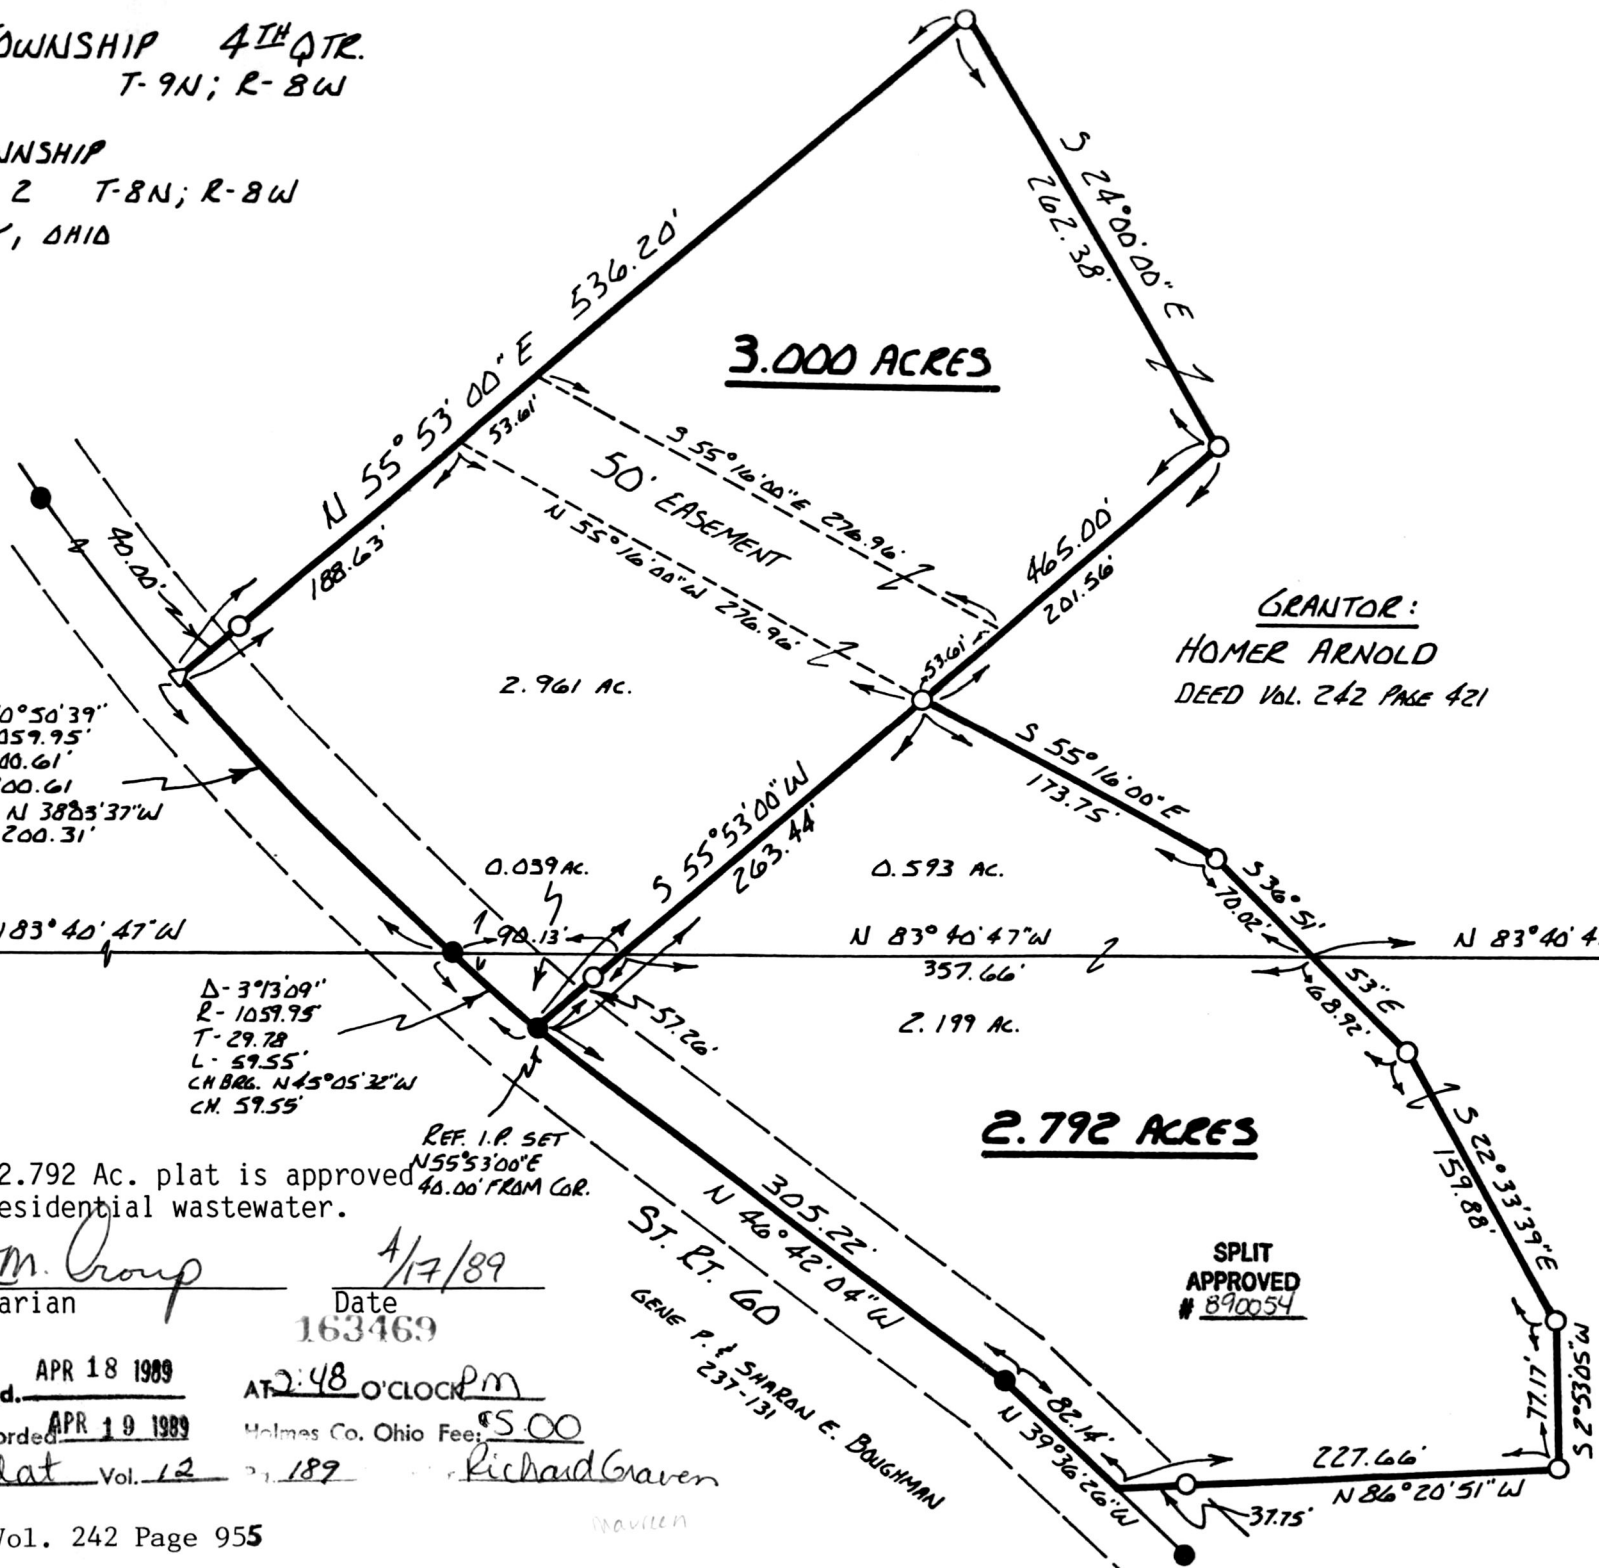 TOWNSHIP 4TH QTR.
T-9N; R-8W
2 T-8N; R-8W
, OHIO
N 55° 53' 00" E 536.20'
188.63'
53.61'
S 24°00'00" E
262.38'
3.000 ACRES
S 55°16'00"E 276.96'
50' EASEMENT
N 55°16'00"W 276.96'
465.00'
201.56'
53.61'
40.00'
GRANTOR:
HOMER ARNOLD
DEED VOL. 242 PAGE 421
2.961 AC.
0°50'39"
059.95'
00.61'
00.61
N 38°03'37"W
200.31'
S 55°53'00"W
263.44'
S 55°16'00"E
173.75'
0.039 AC.
0.593 AC.
S 36°51'
53"E
70.02'
68.92'
N 83°40'47"W
90.13'
N 83°40'47"W
357.66'
N 83°40'4
Δ- 3°13'09"
R- 1059.95'
T- 29.78
L- 59.55'
CH BRG. N45°05'32"W
CH. 59.55'
57.26'
2.199 AC.
REF. I.P. SET
N55°53'00"E
40.00' FROM COR.
2.792 ACRES
305.22'
N 46°42'04"W
ST. RT. 60
GENE P. & SHARON E. BOUGHMAN
237-131
S 22°33'39"E
159.88'
SPLIT
APPROVED
# 890054
S 2°53'05"W
77.17'
82.14'
N 39°36'26"W
227.66'
N 86°20'51"W
37.75'
2.792 Ac. plat is approved
esidential wastewater.
M. Croup 4/17/89
arian Date
163469
d. APR 18 1989 AT 2:48 O'CLOCK PM
orded APR 19 1989 Holmes Co. Ohio Fee: $5.00
lat Vol. 12 189 Richard Graven
Vol. 242 Page 955